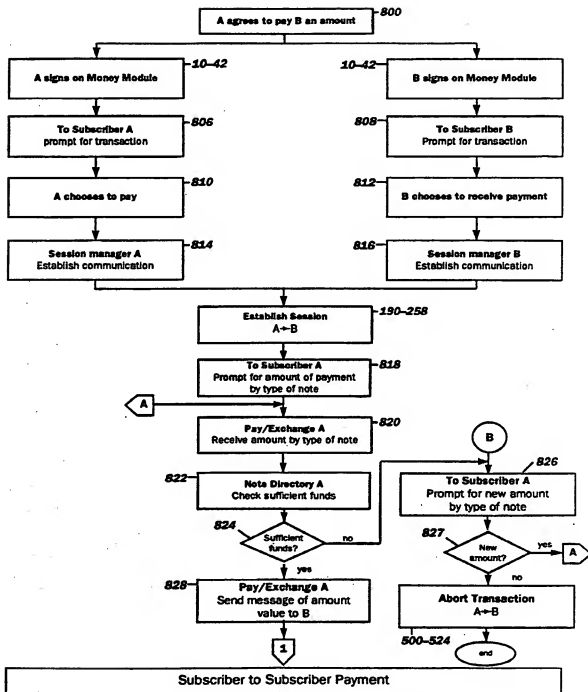 A agrees to pay B an amount
800
A signs on Money Module
10–42
10–42
B signs on Money Module
To Subscriber A
prompt for transaction
806
808
To Subscriber B
Prompt for transaction
A chooses to pay
810
812
B chooses to receive payment
Session manager A
Establish communication
814
816
Session manager B
Establish communication
Establish Session
A↔B
190–258
To Subscriber A
Prompt for amount of payment
by type of note
818
A
Pay/Exchange A
Receive amount by type of note
820
B
822
Note Directory A
Check sufficient funds
To Subscriber A
Prompt for new amount
by type of note
826
824
Sufficient
funds?
no
yes
827
New
amount?
yes
A
no
828
Pay/Exchange A
Send message of amount
value to B
Abort Transaction
A↔B
500–524
1
end
Subscriber to Subscriber Payment